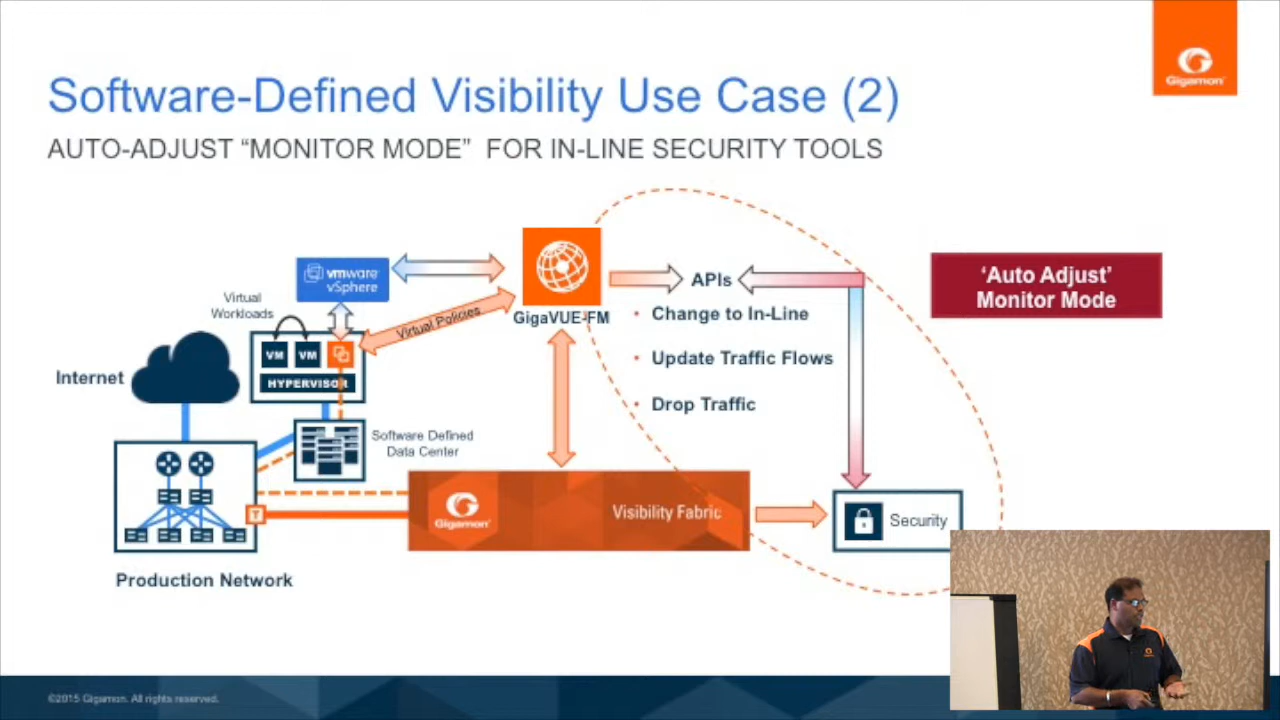 Gigamon
Software-Defined Visibility Use Case (2)
AUTO-ADJUST “MONITOR MODE” FOR IN-LINE SECURITY TOOLS
vmware
vSphere
Virtual
Workloads
VM VM
HYPERVISOR
Internet
Virtual Policies
GigaVUE-FM
APIs
• Change to In-Line
• Update Traffic Flows
• Drop Traffic
‘Auto Adjust’
Monitor Mode
Software Defined
Data Center
T
Gigamon
Visibility Fabric
Security
Production Network
©2015 Gigamon. All rights reserved.